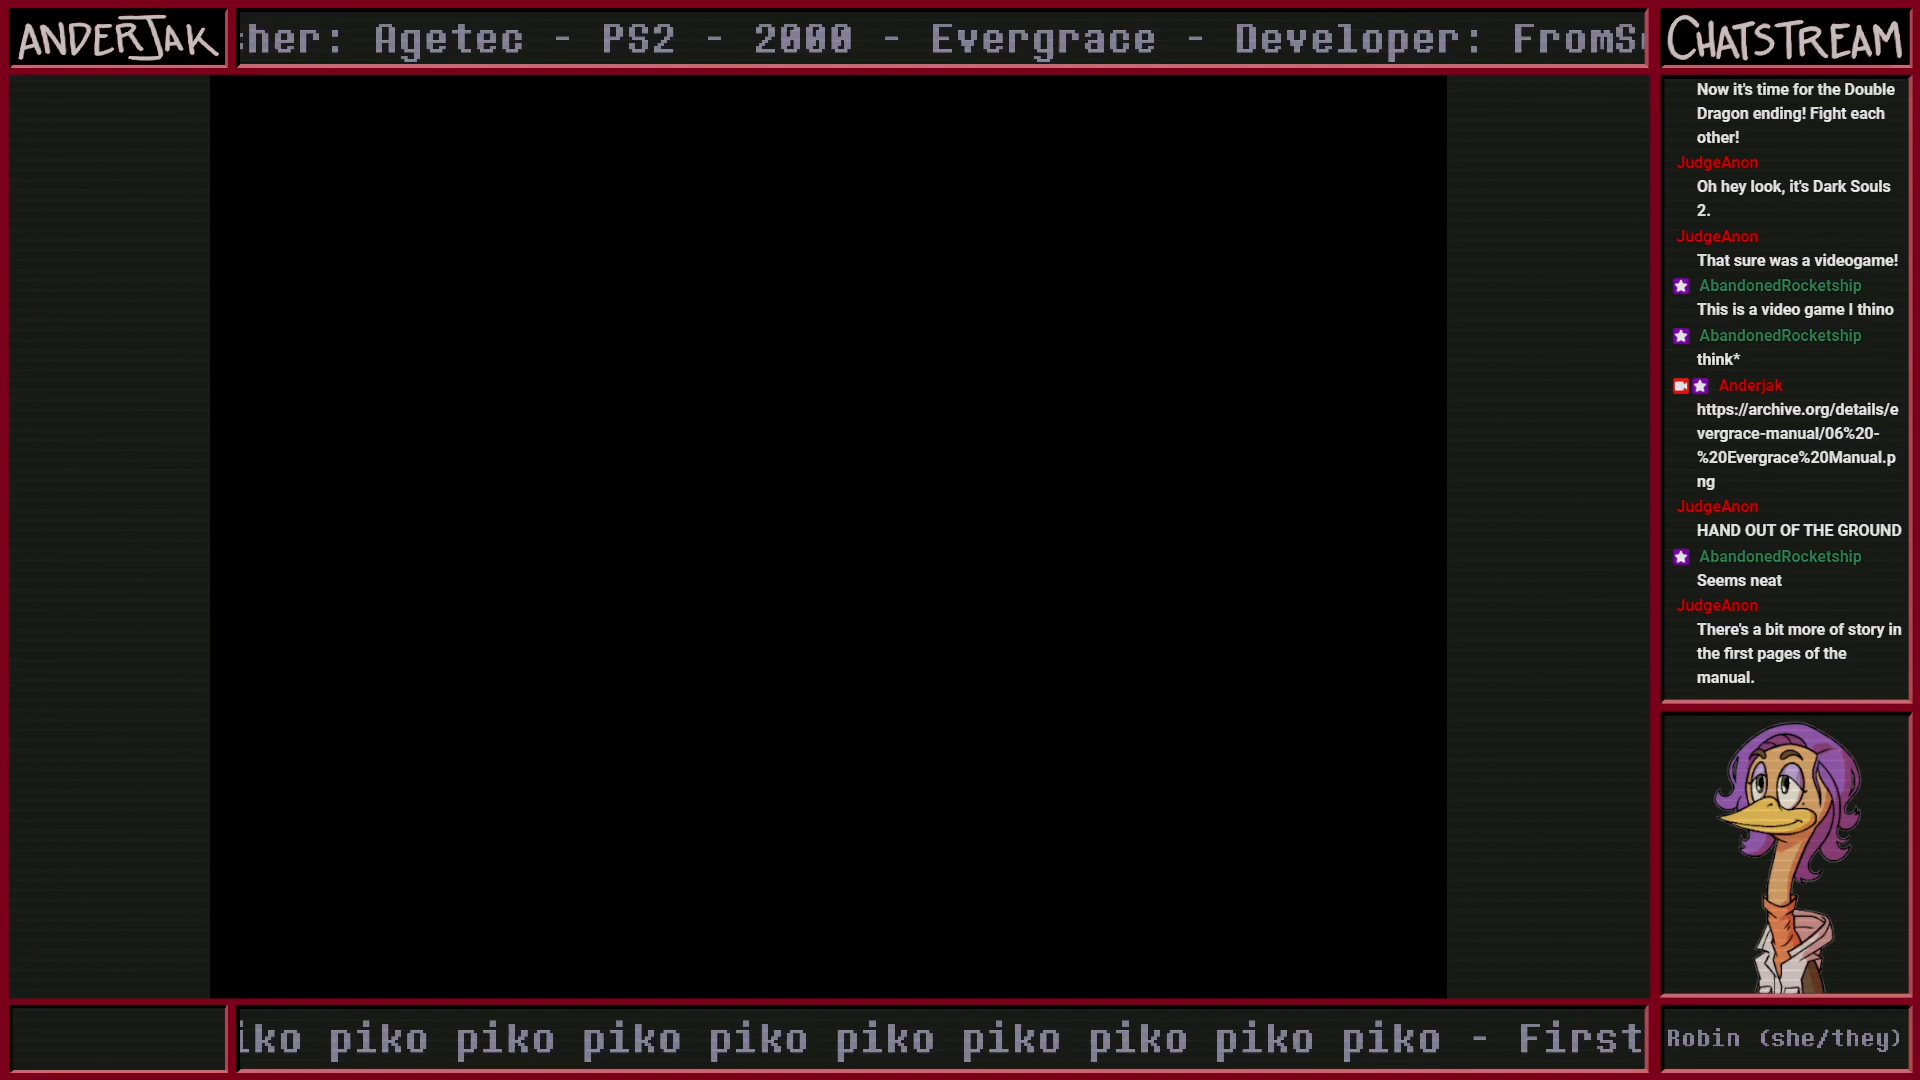 ANDERJAK
her: Agetec - PS2 - 2000 - Evergrace - Developer: FromS
CHATSTREAM
Now it's time for the Double
Dragon ending! Fight each
other!
JudgeAnon
Oh hey look, it's Dark Souls
2.
JudgeAnon
That sure was a videogame!
AbandonedRocketship
This is a video game I thino
AbandonedRocketship
think*
Anderjak
https://archive.org/details/e
vergrace-manual/06%20-
%20Evergrace%20Manual.p
ng
JudgeAnon
HAND OUT OF THE GROUND
AbandonedRocketship
Seems neat
JudgeAnon
There's a bit more of story in
the first pages of the
manual.
iko piko piko piko piko piko piko piko piko piko - First
Robin (she/they)